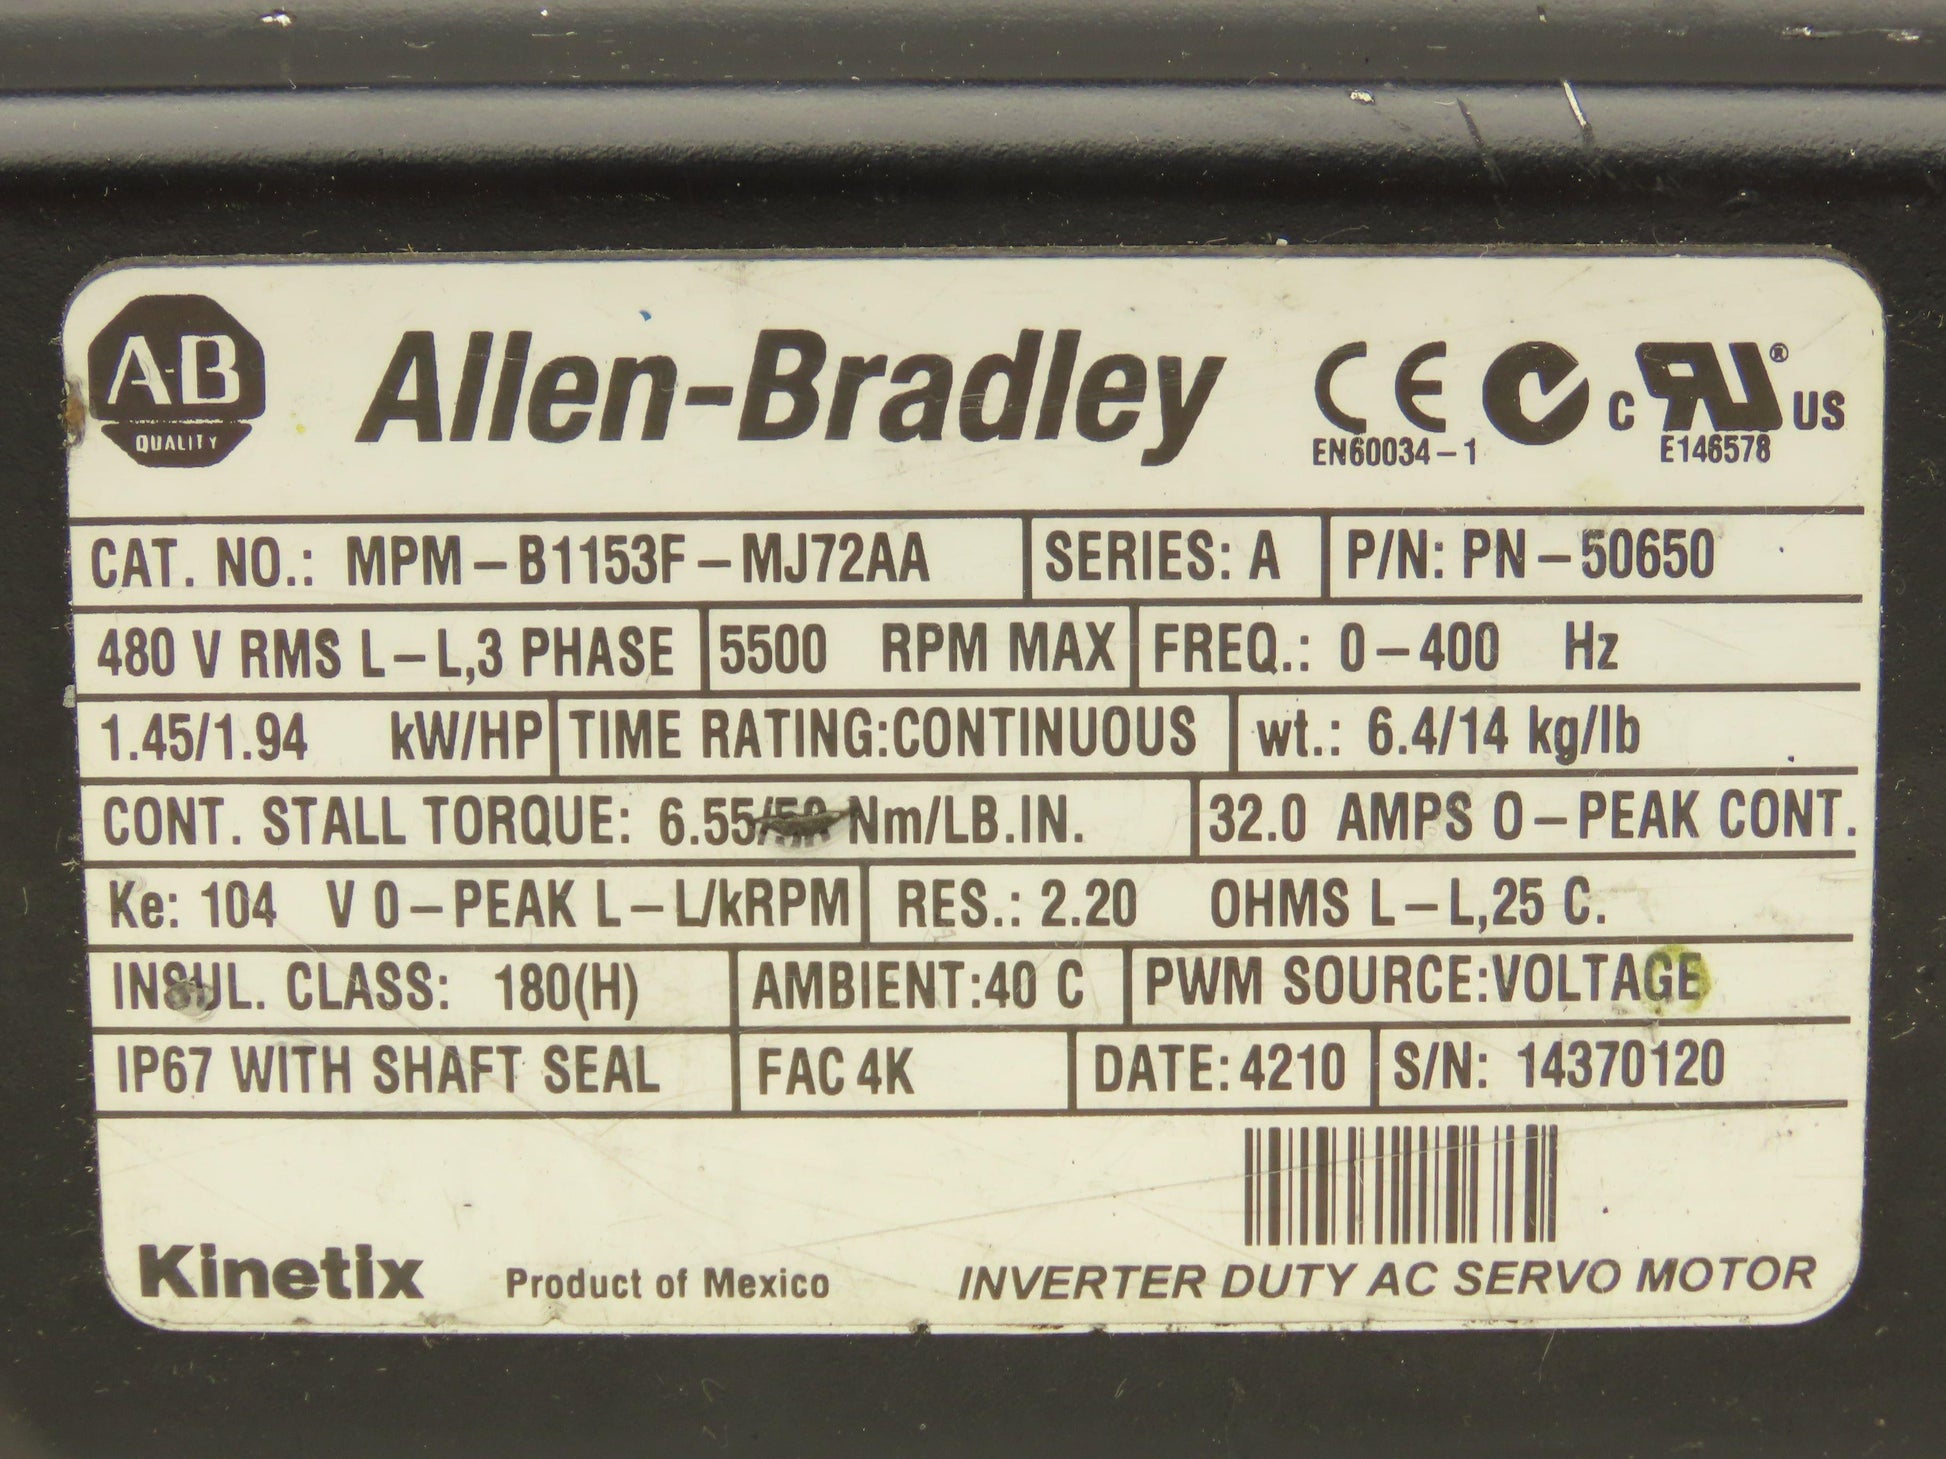 A-B
QUALITY
Allen-Bradley
CE
EN60034-1
C UR ® US
E146578
CAT. NO.: MPM-B1153F-MJ72AA SERIES: A P/N: PN-50650
480 V RMS L-L,3 PHASE 5500 RPM MAX FREQ.: 0-400 Hz
1.45/1.94 kW/HP TIME RATING:CONTINUOUS wt.: 6.4/14 kg/lb
CONT. STALL TORQUE: 6.55/ Nm/LB.IN. 32.0 AMPS 0-PEAK CONT.
Ke: 104 V 0-PEAK L-L/kRPM RES.: 2.20 OHMS L-L,25 C.
INSUL. CLASS: 180(H) AMBIENT:40 C PWM SOURCE:VOLTAGE
IP67 WITH SHAFT SEAL FAC 4K DATE:4210 S/N: 14370120
Kinetix Product of Mexico INVERTER DUTY AC SERVO MOTOR